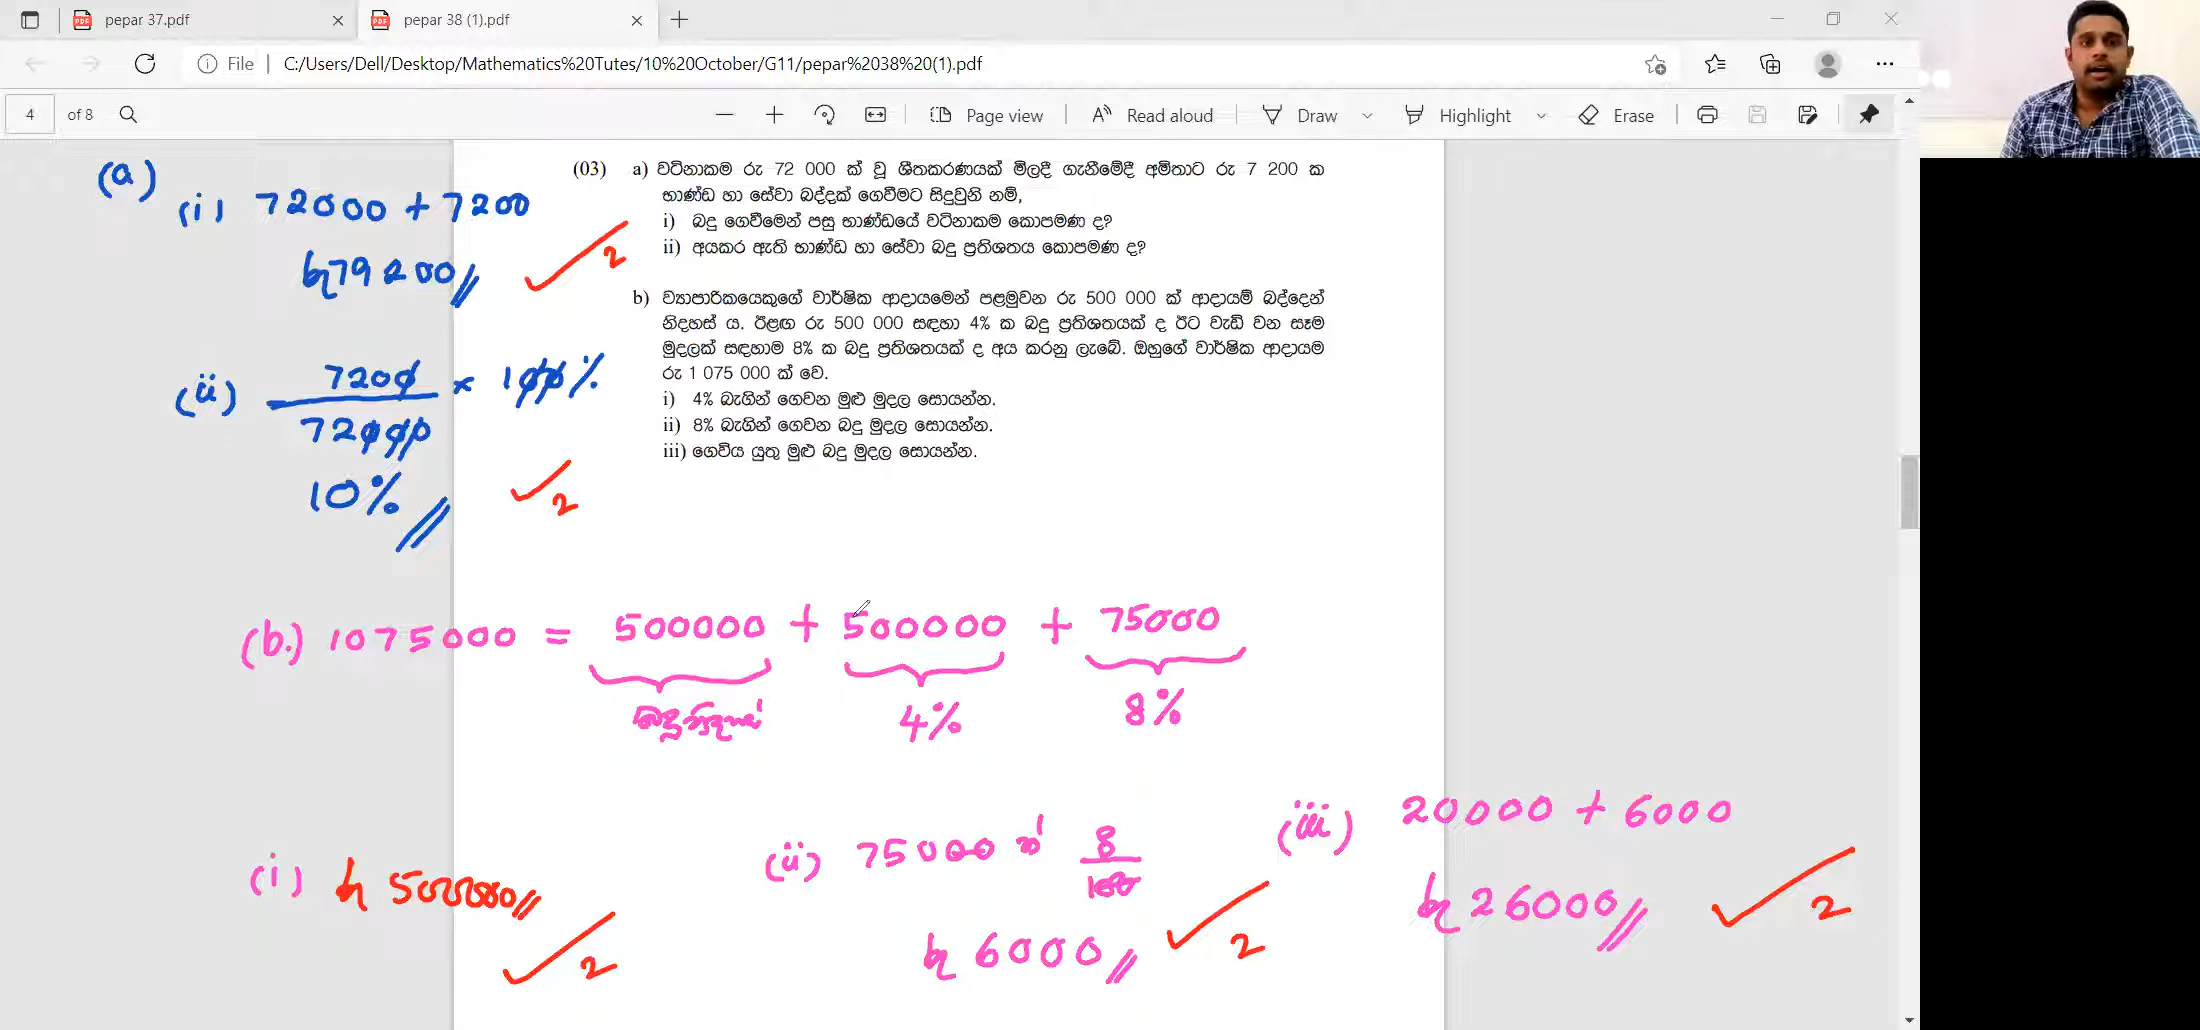 pepar 37.pdf
pepar 38 (1).pdf
File C:/Users/Dell/Desktop/Mathematics%20Tutes/10%20October/G11/pepar%2038%20(1).pdf
4 of 8 Page view Read aloud Draw Highlight Erase
(03) a) වටිනාකම රු 72 000 ක් වූ ශීතකරණයක් මිලදී ගැනීමේදී අමිතාට රු 7 200 ක
භාණ්ඩ හා සේවා බද්දක් ගෙවීමට සිදුවුනි නම්,
i) බදු ගෙවීමෙන් පසු භාණ්ඩයේ වටිනාකම කොපමණ ද?
ii) අයකර ඇති භාණ්ඩ හා සේවා බදු ප්‍රතිශතය කොපමණ ද?
b) ව්‍යාපාරිකයෙකුගේ වාර්ෂික ආදායමෙන් පළමුවන රු 500 000 ක් ආදායම් බද්දෙන්
නිදහස් ය. ඊළඟ රු 500 000 සඳහා 4% ක බදු ප්‍රතිශතයක් ද ඊට වැඩි වන සෑම
මුදලක් සඳහාම 8% ක බදු ප්‍රතිශතයක් ද අය කරනු ලැබේ. ඔහුගේ වාර්ෂික ආදායම
රු 1 075 000 ක් වේ.
i) 4% බැගින් ගෙවන මුළු මුදල සොයන්න.
ii) 8% බැගින් ගෙවන බදු මුදල සොයන්න.
iii) ගෙවිය යුතු මුළු බදු මුදල සොයන්න.
(a)
(i) 72000 + 7200
රු 79200
2
(ii) 7200 × 100%
72000
10%
2
(b.) 1075000 = 500000 + 500000 + 75000
බදු නිදහස් 4% 8%
(i) රු 500000
2
(ii) 75000 න් 8
100
රු 6000
2
(iii) 20000 + 6000
රු 26000
2